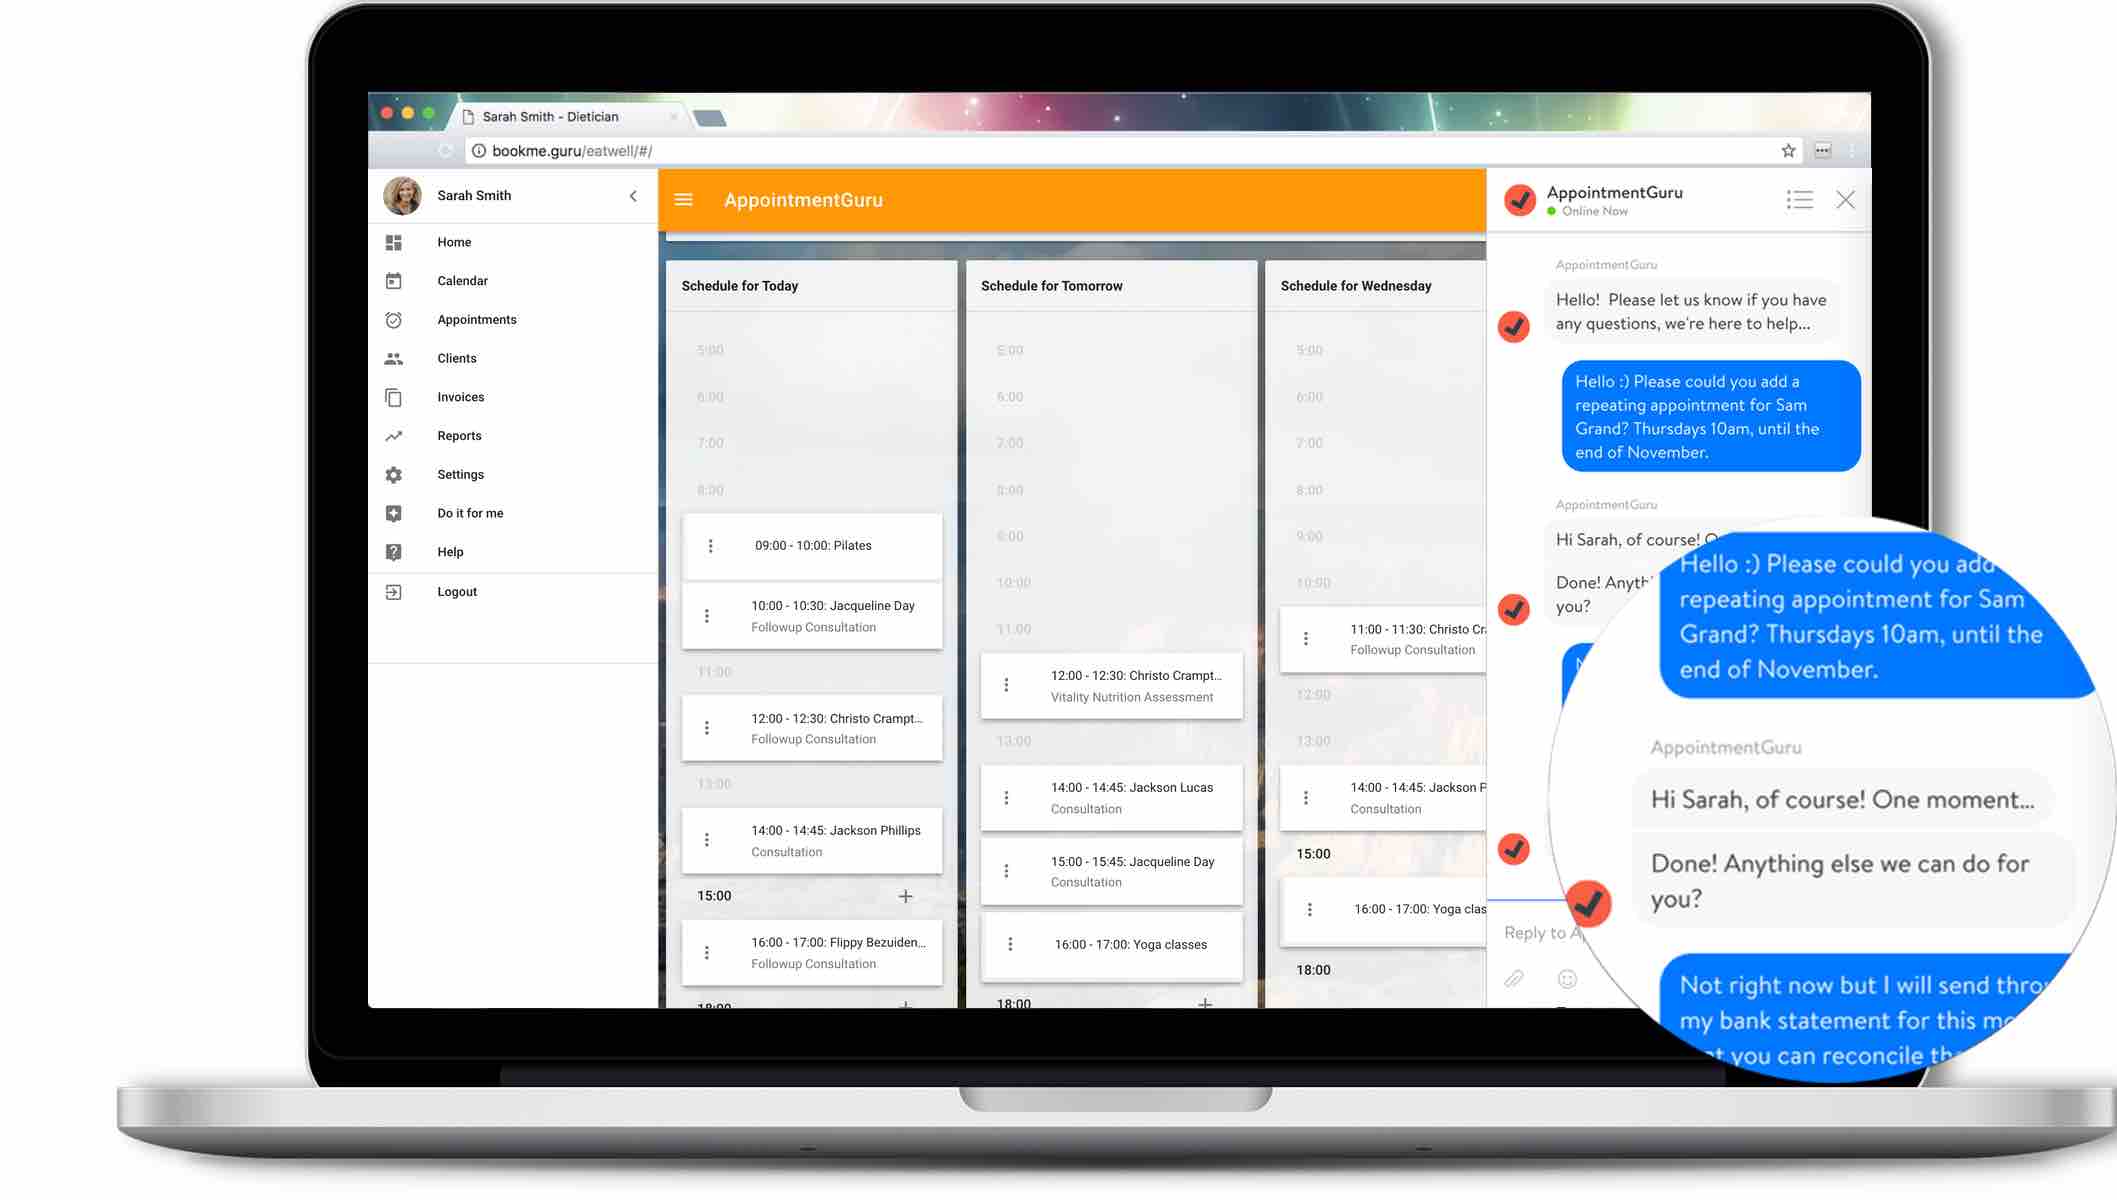 Sarah Smith - Dietician
bookme.guru/eatwell/#/
Sarah Smith
Home
Calendar
Appointments
Clients
Invoices
Reports
Settings
Do it for me
Help
Logout
AppointmentGuru
Schedule for Today
5:00
6:00
7:00
8:00
09:00 - 10:00: Pilates
10:00 - 10:30: Jacqueline Day
Followup Consultation
11:00
12:00 - 12:30: Christo Crampt...
Followup Consultation
13:00
14:00 - 14:45: Jackson Phillips
Consultation
15:00
16:00 - 17:00: Flippy Bezuiden...
Followup Consultation
18:00
Schedule for Tomorrow
5:00
6:00
7:00
8:00
9:00
10:00
11:00
12:00 - 12:30: Christo Crampt...
Vitality Nutrition Assessment
13:00
14:00 - 14:45: Jackson Lucas
Consultation
15:00 - 15:45: Jacqueline Day
Consultation
16:00 - 17:00: Yoga classes
18:00
Schedule for Wednesday
5:00
6:00
7:00
8:00
9:00
10:00
11:00 - 11:30: Christo Cr
Followup Consultation
12:00
13:00
14:00 - 14:45: Jackson P
Consultation
15:00
16:00 - 17:00: Yoga clas
18:00
AppointmentGuru
Online Now
AppointmentGuru
Hello! Please let us know if you have
any questions, we're here to help...
Hello :) Please could you add a
repeating appointment for Sam
Grand? Thursdays 10am, until the
end of November.
AppointmentGuru
Hi Sarah, of course!
Done! Anyth
you?
Reply to A
Hello :) Please could you add
repeating appointment for Sam
Grand? Thursdays 10am, until the
end of November.
AppointmentGuru
Hi Sarah, of course! One moment...
Done! Anything else we can do for
you?
Not right now but I will send thro
my bank statement for this mo
you can reconcile th